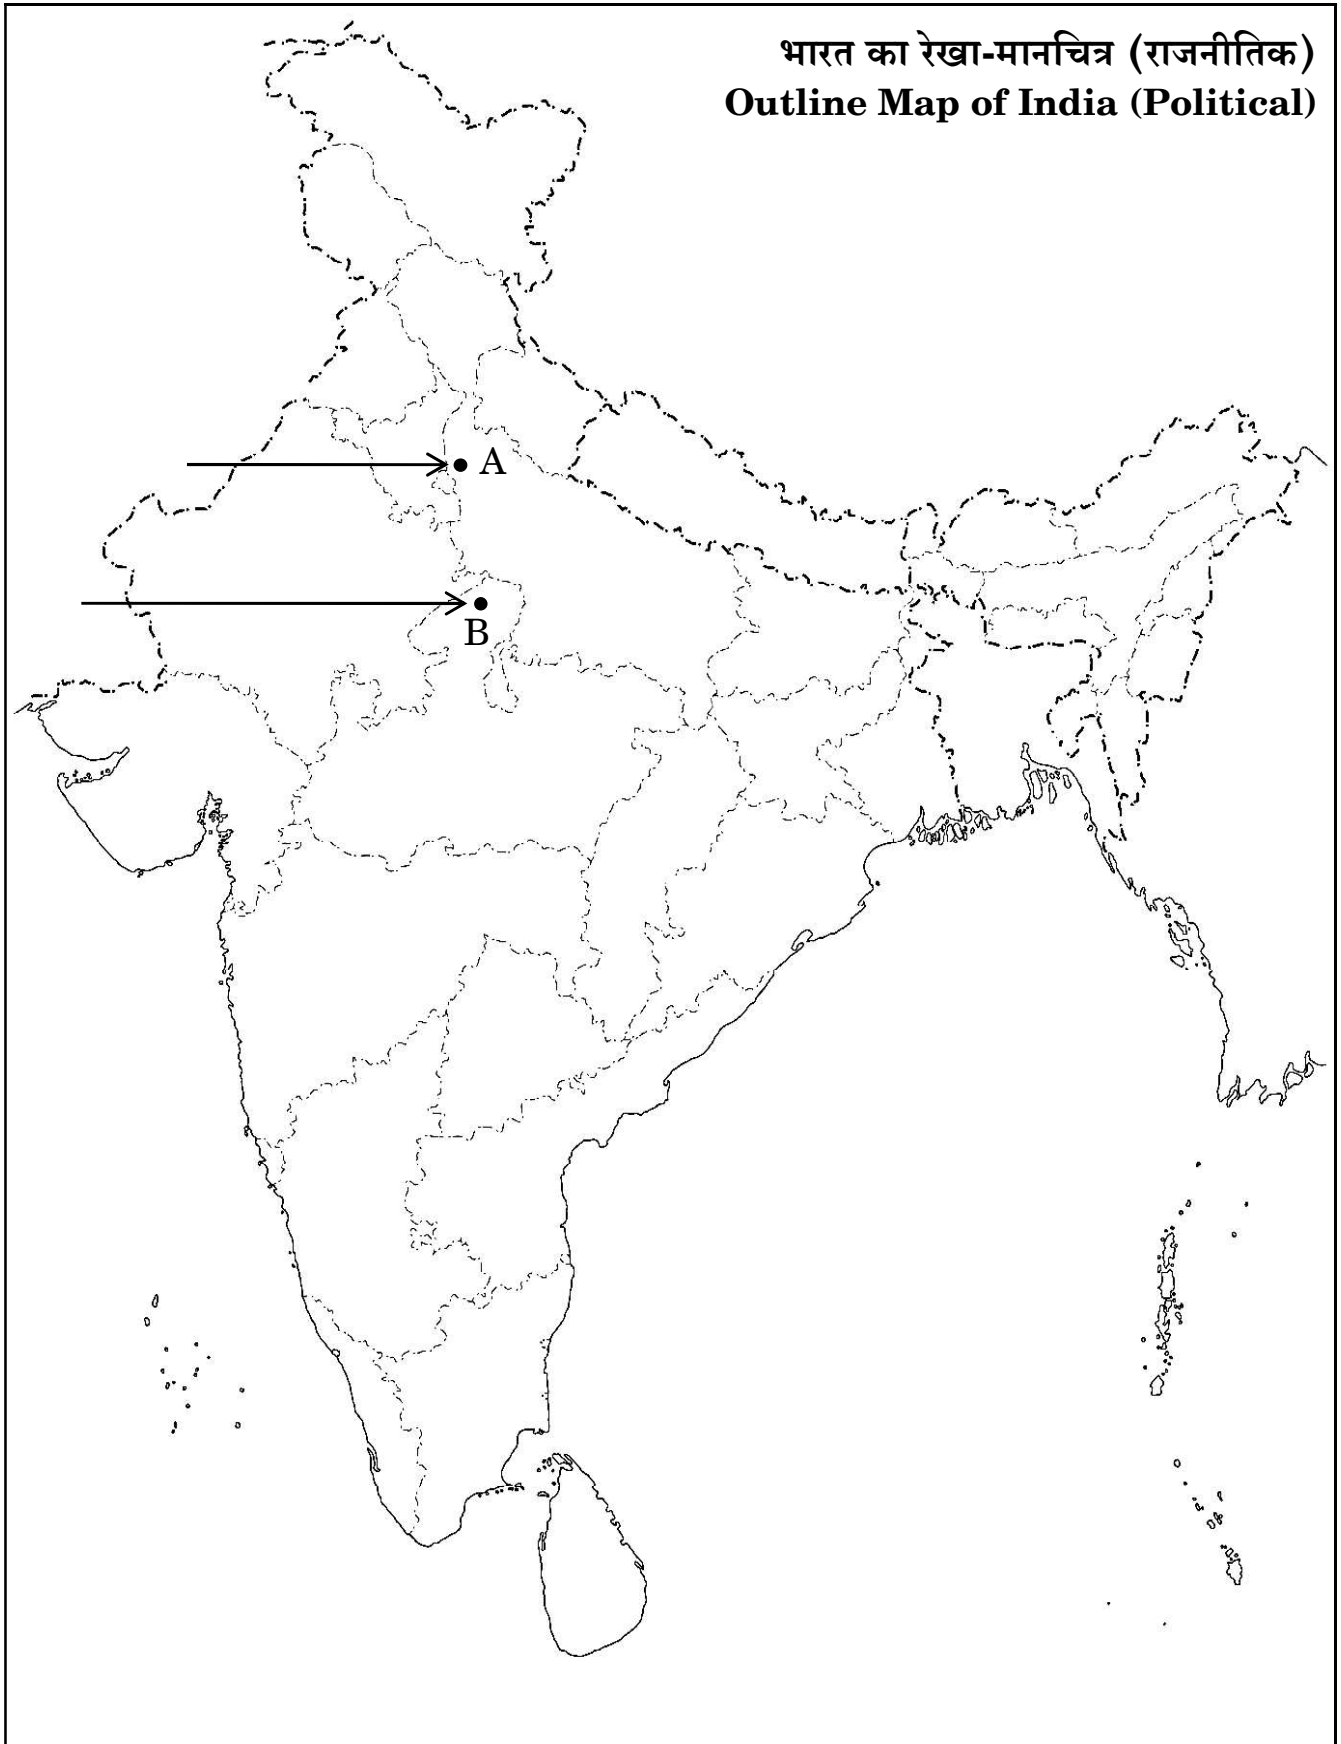 भारत का रेखा-मानचित्र (राजनीतिक)
Outline Map of India (Political)
A
B